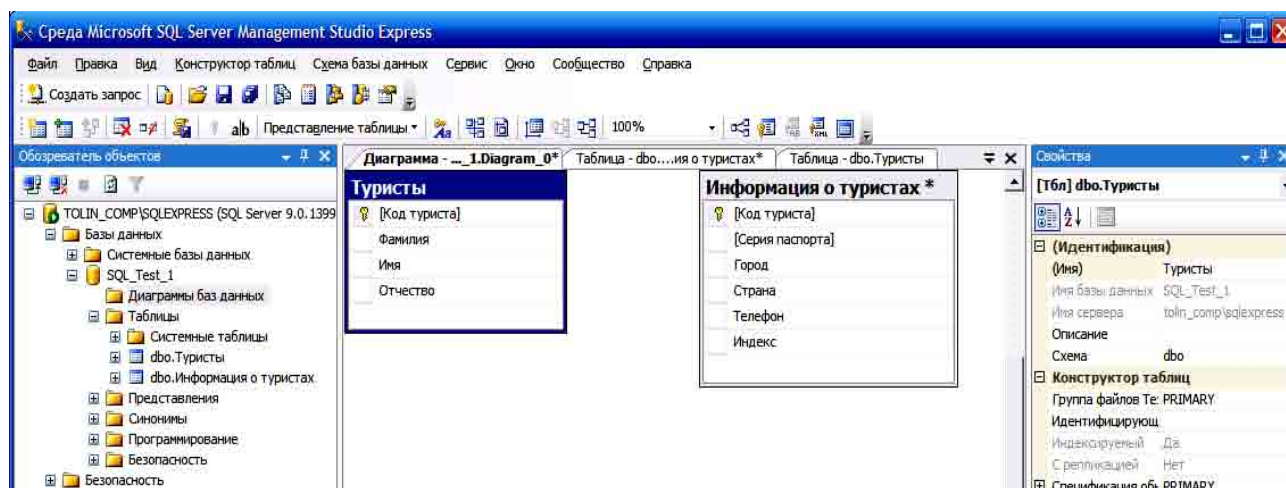 Среда Microsoft SQL Server Management Studio Express
Файл Правка Вид Конструктор таблиц Схема базы данных Сервис Окно Сообщество Справка
Создать запрос
Представление таблицы 100%
Обозреватель объектов
TOLIN_COMP\SQLEXPRESS (SQL Server 9.0.1399
Базы данных
Системные базы данных
SQL_Test_1
Диаграммы баз данных
Таблицы
Системные таблицы
dbo.Туристы
dbo.Информация о туристах
Представления
Синонимы
Программирование
Безопасность
Безопасность
Диаграмма - ..._1.Diagram_0* Таблица - dbo....ия о туристах* Таблица - dbo.Туристы
Туристы
[Код туриста]
Фамилия
Имя
Отчество
Информация о туристах *
[Код туриста]
[Серия паспорта]
Город
Страна
Телефон
Индекс
Свойства
[Тбл] dbo.Туристы
(Идентификация)
(Имя) Туристы
Имя базы данных SQL_Test_1
Имя сервера tolin_comp\sqlexpress
Описание
Схема dbo
Конструктор таблиц
Группа файлов Те: PRIMARY
Идентифицирующ
Индексируемый Да
С репликацией Нет
Спецификация обы PRIMARY